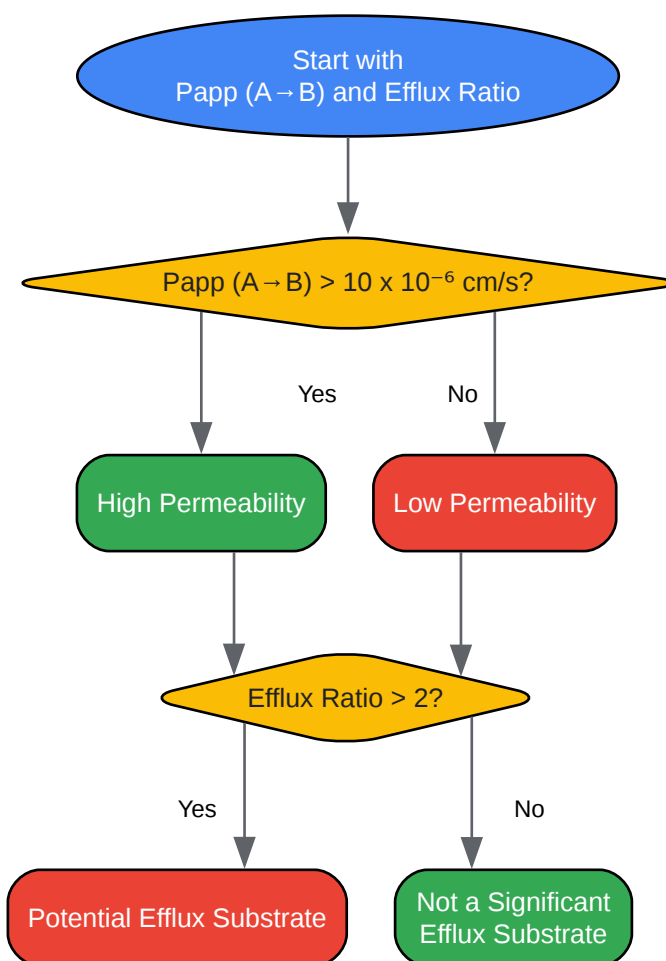 Start with
Papp (A→B) and Efflux Ratio
Papp (A→B) > 10 x 10⁻⁶ cm/s?
Yes
No
High Permeability
Low Permeability
Efflux Ratio > 2?
Yes
No
Potential Efflux Substrate
Not a Significant
Efflux Substrate